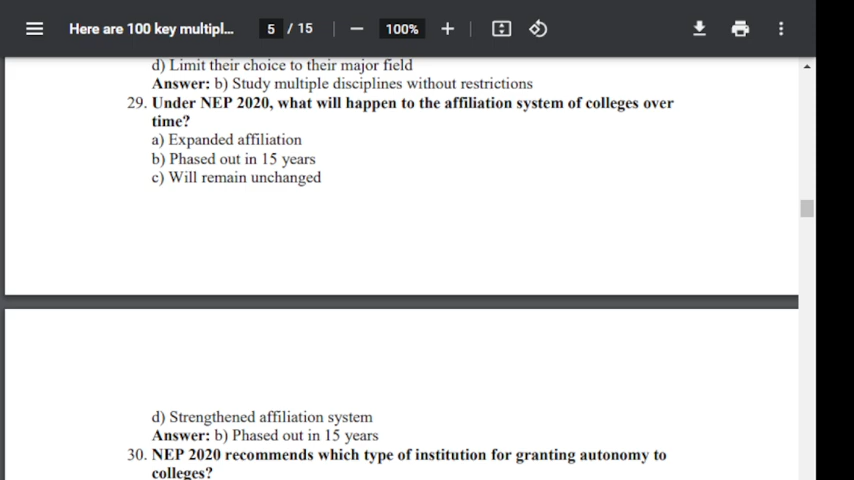 Here are 100 key multipl... 5 / 15 100%
d) Limit their choice to their major field
Answer: b) Study multiple disciplines without restrictions
29. Under NEP 2020, what will happen to the affiliation system of colleges over
time?
a) Expanded affiliation
b) Phased out in 15 years
c) Will remain unchanged
d) Strengthened affiliation system
Answer: b) Phased out in 15 years
30. NEP 2020 recommends which type of institution for granting autonomy to
colleges?